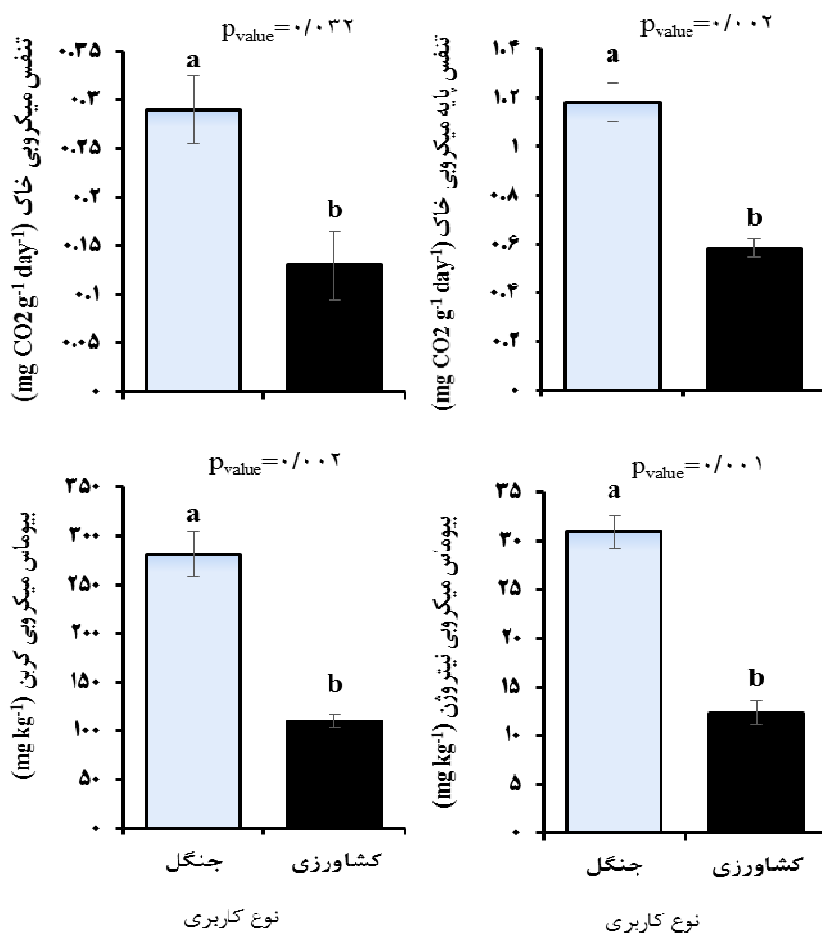 Pvalue=۰/۰۳۲
تنفس میکروبی خاک (mg CO2 g-1 day-1)
۰.۳۵
۰.۳
۰.۲۵
۰.۲
۰.۱۵
۰.۱
۰.۰۵
۰
a
b
Pvalue=۰/۰۰۲
تنفس پایه میکروبی خاک (mg CO2 g-1 day-1)
۱.۴
۱.۲
۱
۰.۸
۰.۶
۰.۴
۰.۲
۰
a
b
Pvalue=۰/۰۰۲
بیوماس میکروبی کربن (mg kg-1)
۳۵۰
۳۰۰
۲۵۰
۲۰۰
۱۵۰
۱۰۰
۵۰
۰
a
b
جنگل
کشاورزی
نوع کاربری
Pvalue=۰/۰۰۱
بیوماس میکروبی نیتروژن (mg kg-1)
۳۵
۳۰
۲۵
۲۰
۱۵
۱۰
۵
۰
a
b
جنگل
کشاورزی
نوع کاربری